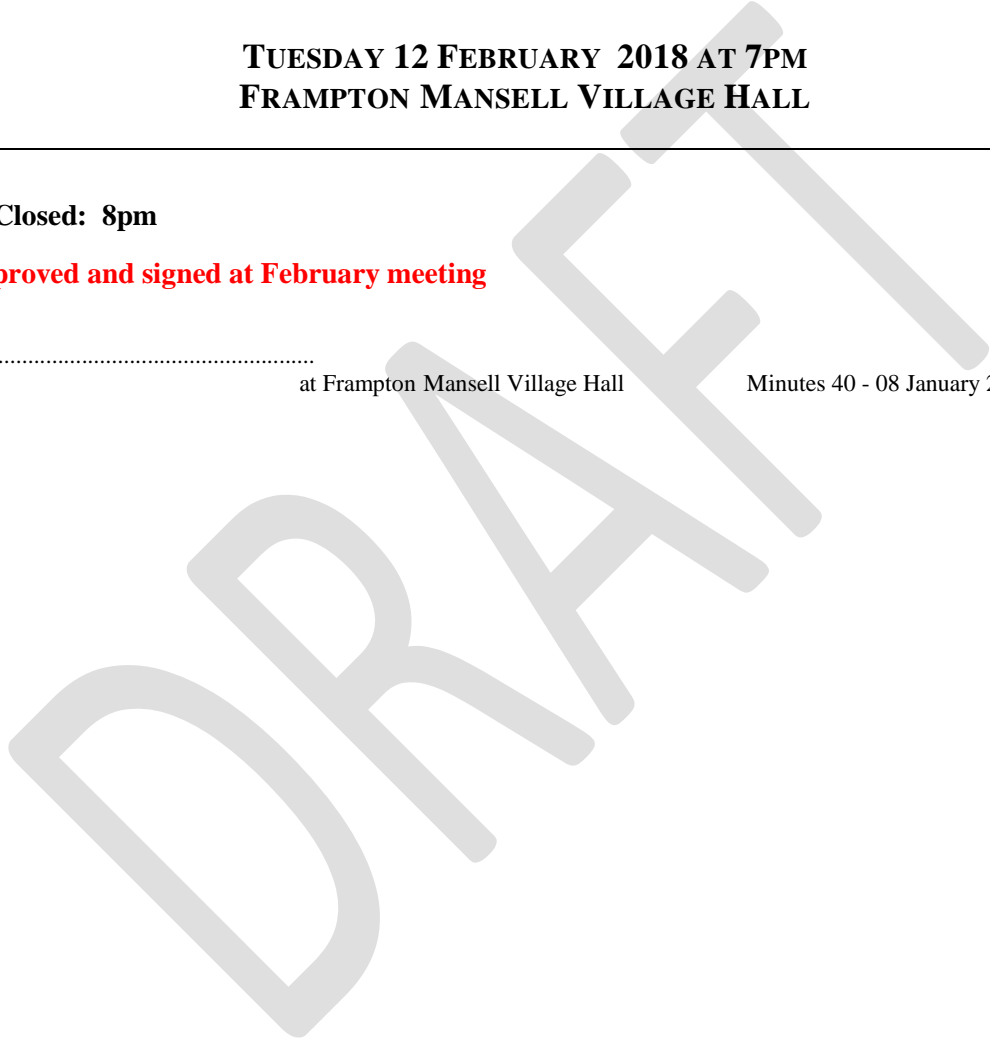 TUESDAY 12 FEBRUARY 2018 AT 7PM
FRAMPTON MANSELL VILLAGE HALL
Closed: 8pm
proved and signed at February meeting
.....................................................
at Frampton Mansell Village Hall Minutes 40 - 08 January 2
DRAFT